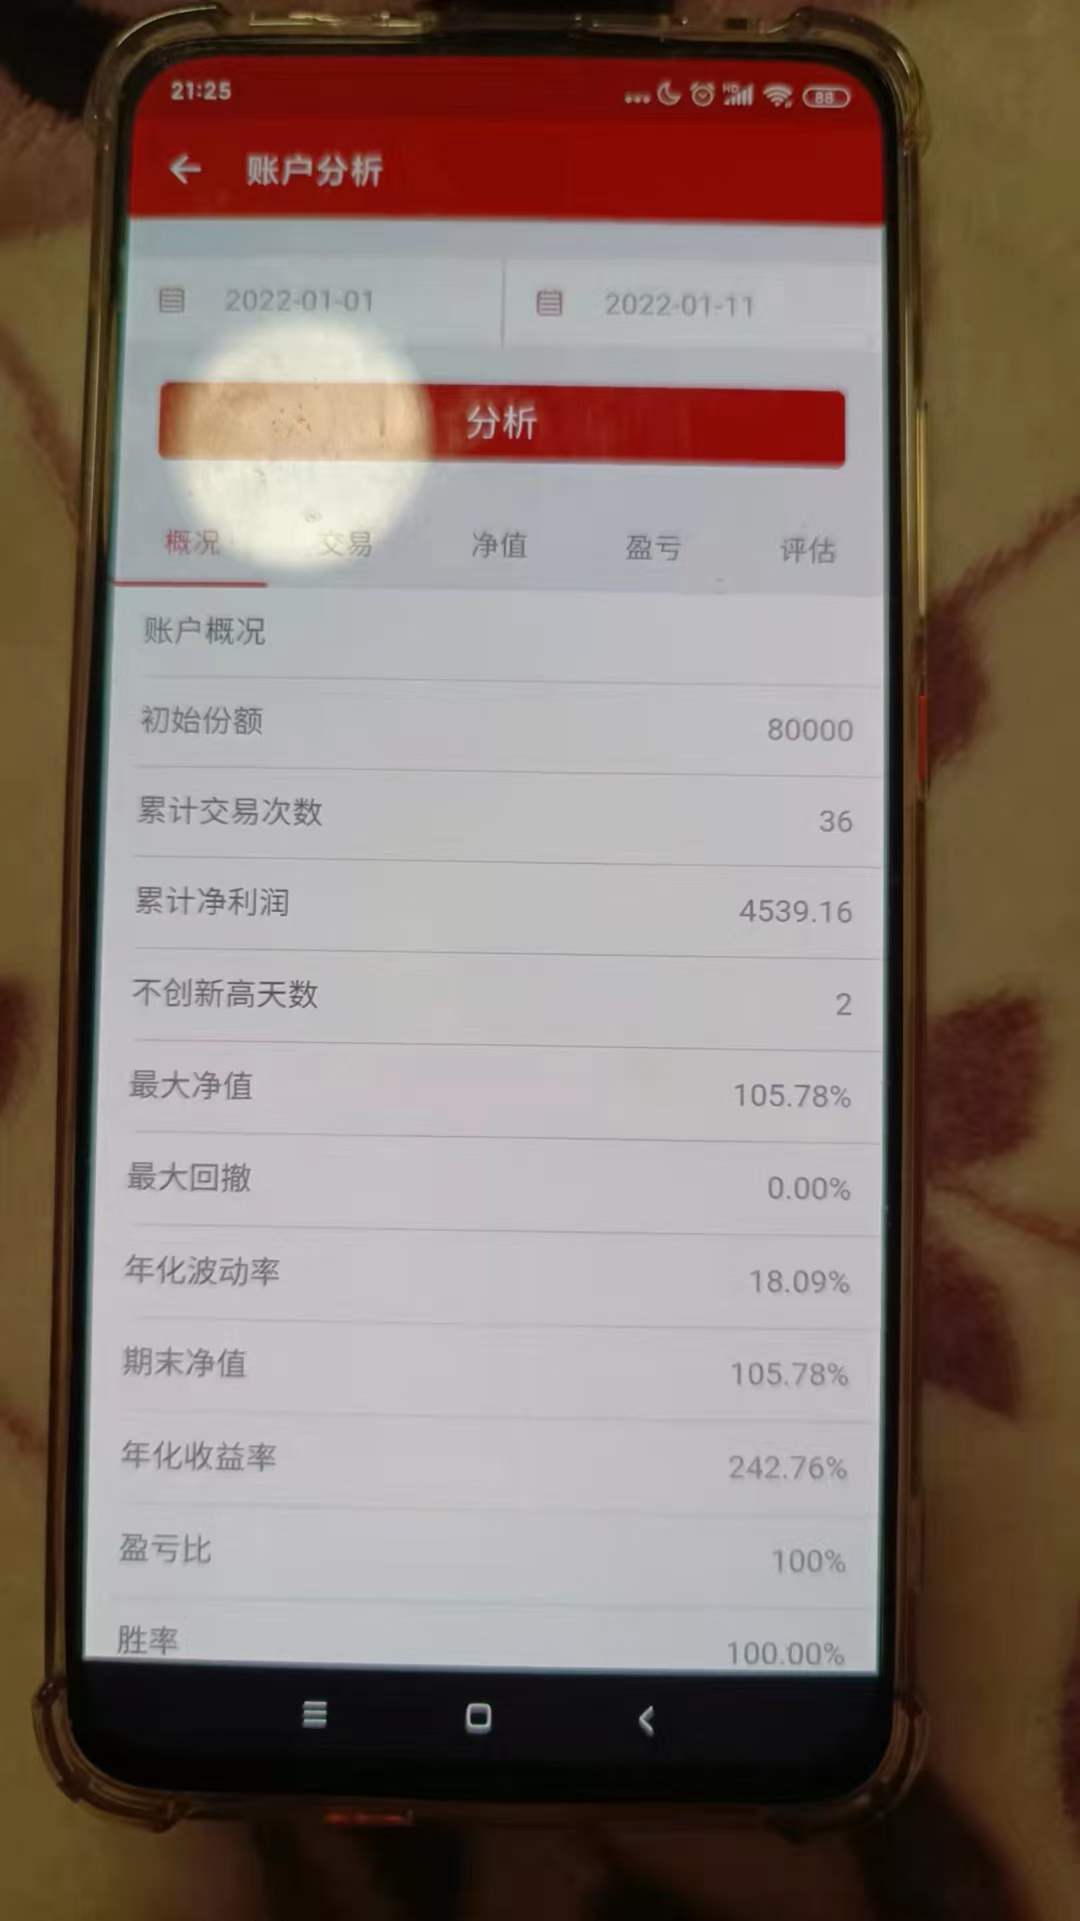 21:25
HD 88
账户分析
2022-01-01 2022-01-11
分析
概况 交易 净值 盈亏 评估
账户概况
初始份额 80000
累计交易次数 36
累计净利润 4539.16
不创新高天数 2
最大净值 105.78%
最大回撤 0.00%
年化波动率 18.09%
期末净值 105.78%
年化收益率 242.76%
盈亏比 100%
胜率 100.00%